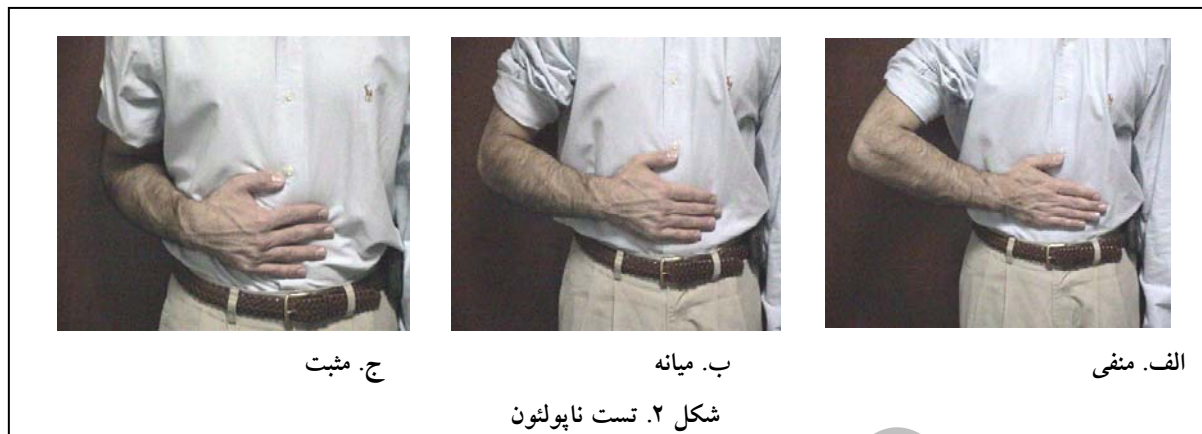 الف. منفی ب. میانه ج. مثبت
شکل ۲. تست ناپولئون